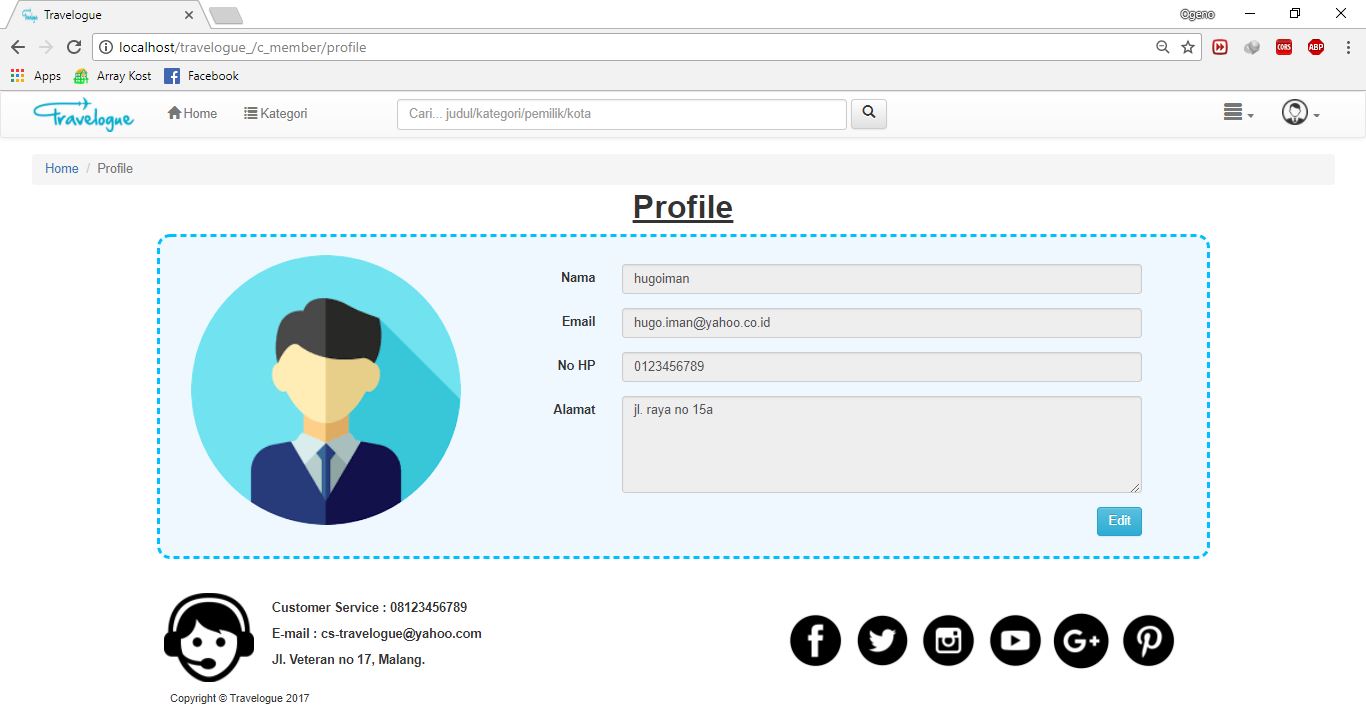 Travelogue
Ogeno
localhost/travelogue_/c_member/profile
CORS
ABP
Apps Array Kost Facebook
Travelogue Home Kategori Cari... judul/kategori/pemilik/kota
Home / Profile
Profile
Nama hugoiman
Email hugo.iman@yahoo.co.id
No HP 0123456789
Alamat jl. raya no 15a
Edit
Customer Service : 08123456789
E-mail : cs-travelogue@yahoo.com
Jl. Veteran no 17, Malang.
G+
Copyright © Travelogue 2017